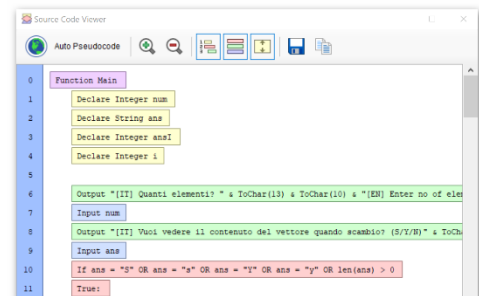 Source Code Viewer
Auto Pseudocode
0 Function Main
1 Declare Integer num
2 Declare String ans
3 Declare Integer ansI
4 Declare Integer i
5
6 Output "[IT] Quanti elementi? " & ToChar(13) & ToChar(10) & "[EN] Enter no of elem
7 Input num
8 Output "[IT] Vuoi vedere il contenuto del vettore quando scambio? (S/Y/N)" & ToCha
9 Input ans
10 If ans = "S" OR ans = "s" OR ans = "Y" OR ans = "y" OR len(ans) > 0
11 True: